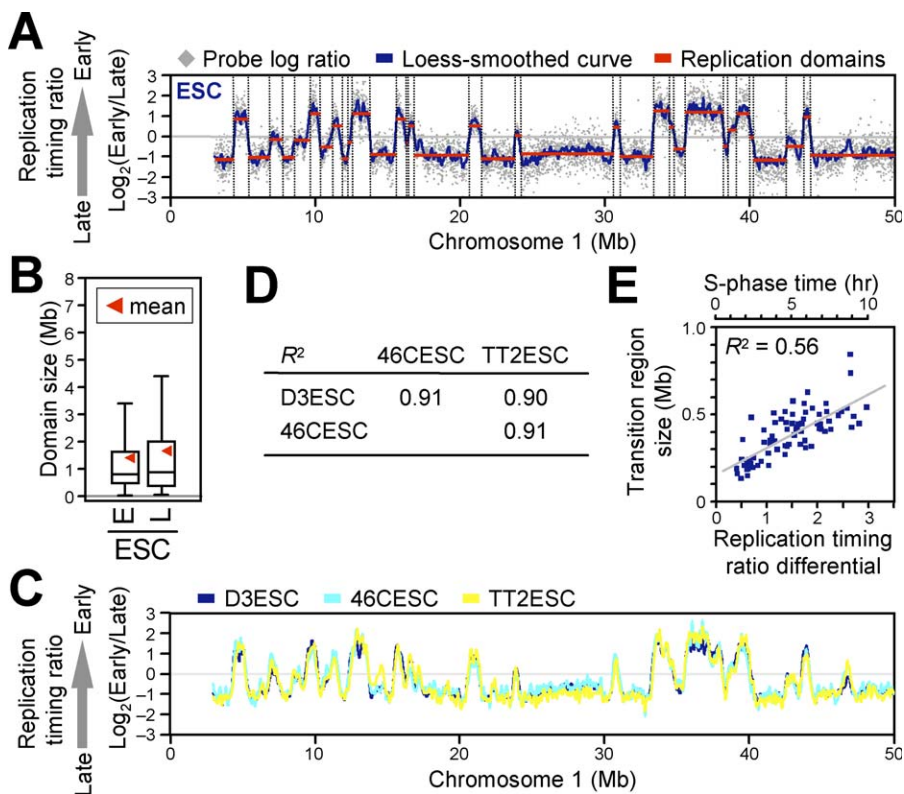 A
Probe log ratio
Loess-smoothed curve
Replication domains
Replication
timing ratio
Late
Early
Log2(Early/Late)
3
2
1
0
–1
–2
–3
ESC
0 10 20 30 40 50
Chromosome 1 (Mb)
B
Domain size (Mb)
8
7
6
5
4
3
2
1
0
mean
E L
ESC
D
R² 46CESC TT2ESC
D3ESC 0.91 0.90
46CESC 0.91
E
S-phase time (hr)
0 2 4 6 8 10
R² = 0.56
Transition region
size (Mb)
1.0
0.5
0
0 1 2 3
Replication timing
ratio differential
C
D3ESC 46CESC TT2ESC
Replication
timing ratio
Late
Early
Log2(Early/Late)
3
2
1
0
–1
–2
–3
0 10 20 30 40 50
Chromosome 1 (Mb)